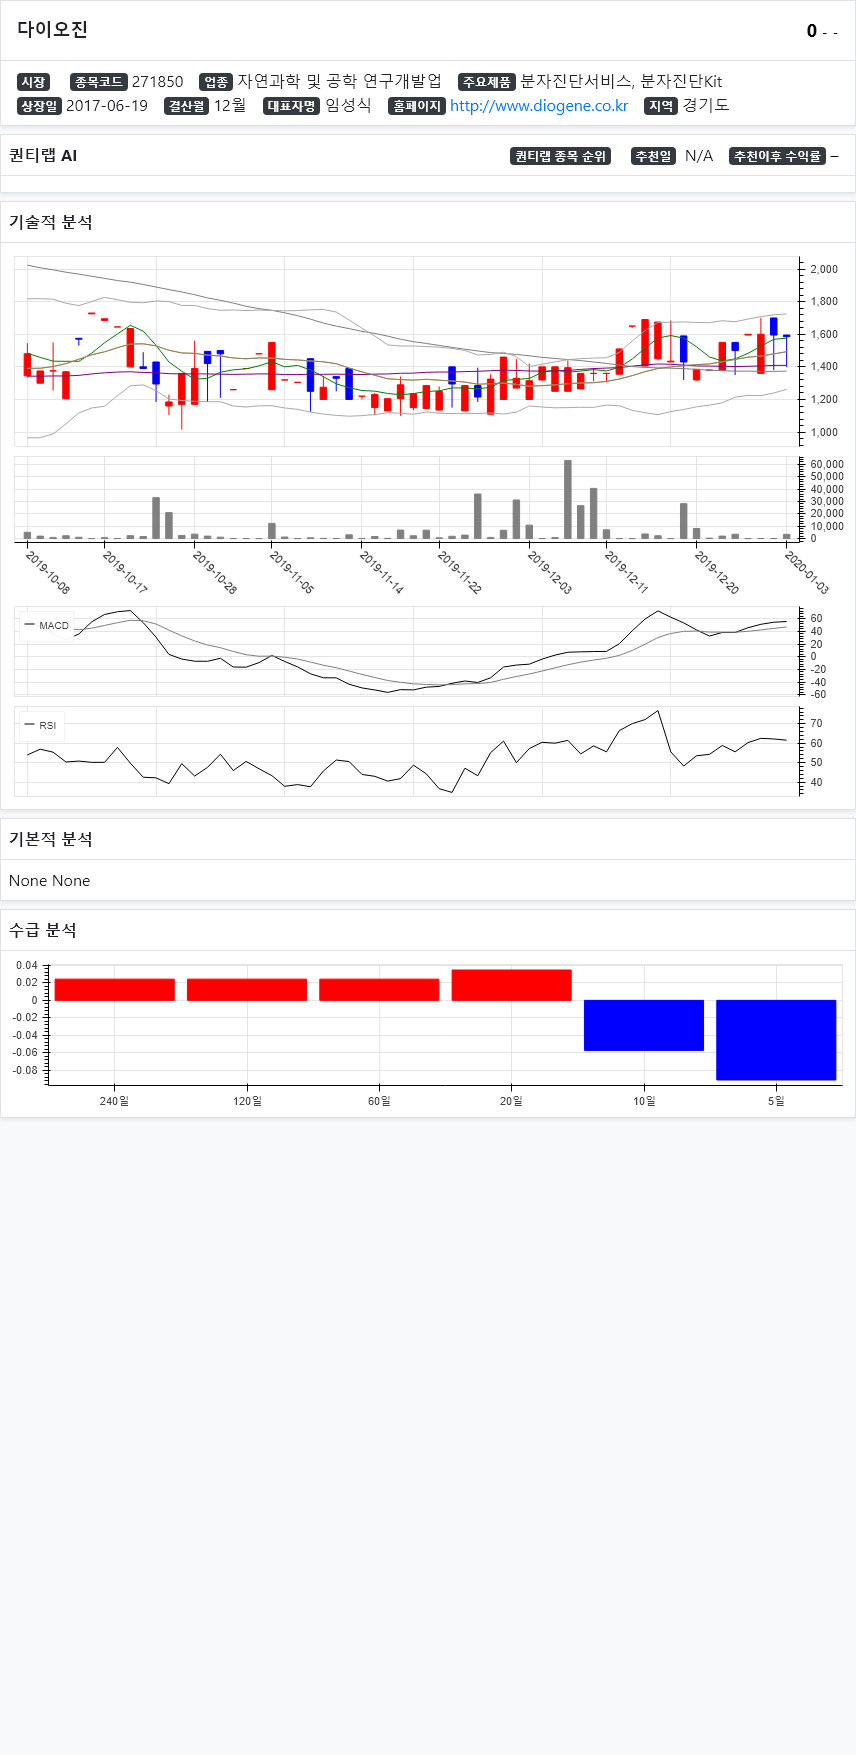 다이오진 0 - -
시장 종목코드 271850 업종 자연과학 및 공학 연구개발업 주요제품 분자진단서비스, 분자진단Kit
상장일 2017-06-19 결산월 12월 대표자명 임성식 홈페이지 http://www.diogene.co.kr 지역 경기도
퀀티랩 AI 퀀티랩 종목 순위 추천일 N/A 추천이후 수익률 –
기술적 분석
2,000
1,800
1,600
1,400
1,200
1,000
60,000
50,000
40,000
30,000
20,000
10,000
0
2019-10-08 2019-10-17 2019-10-28 2019-11-05 2019-11-14 2019-11-22 2019-12-03 2019-12-11 2019-12-20 2020-01-03
MACD
60
40
20
0
-20
-40
-60
RSI
70
60
50
40
기본적 분석
None None
수급 분석
0.04
0.02
0
-0.02
-0.04
-0.06
-0.08
240일 120일 60일 20일 10일 5일